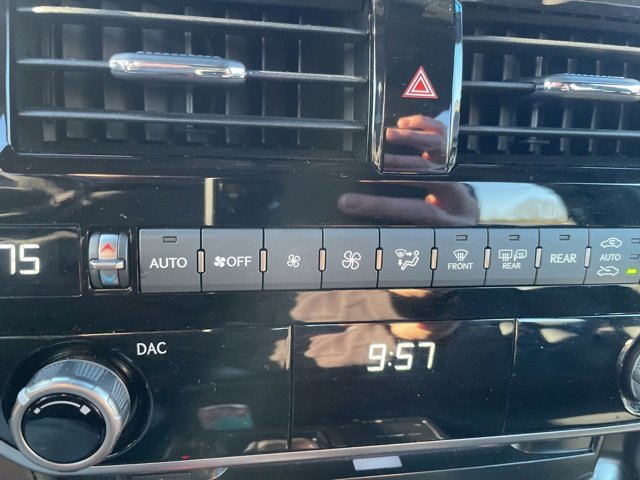 75
AUTO
OFF
FRONT
REAR
REAR
AUTO
DAC
9:57